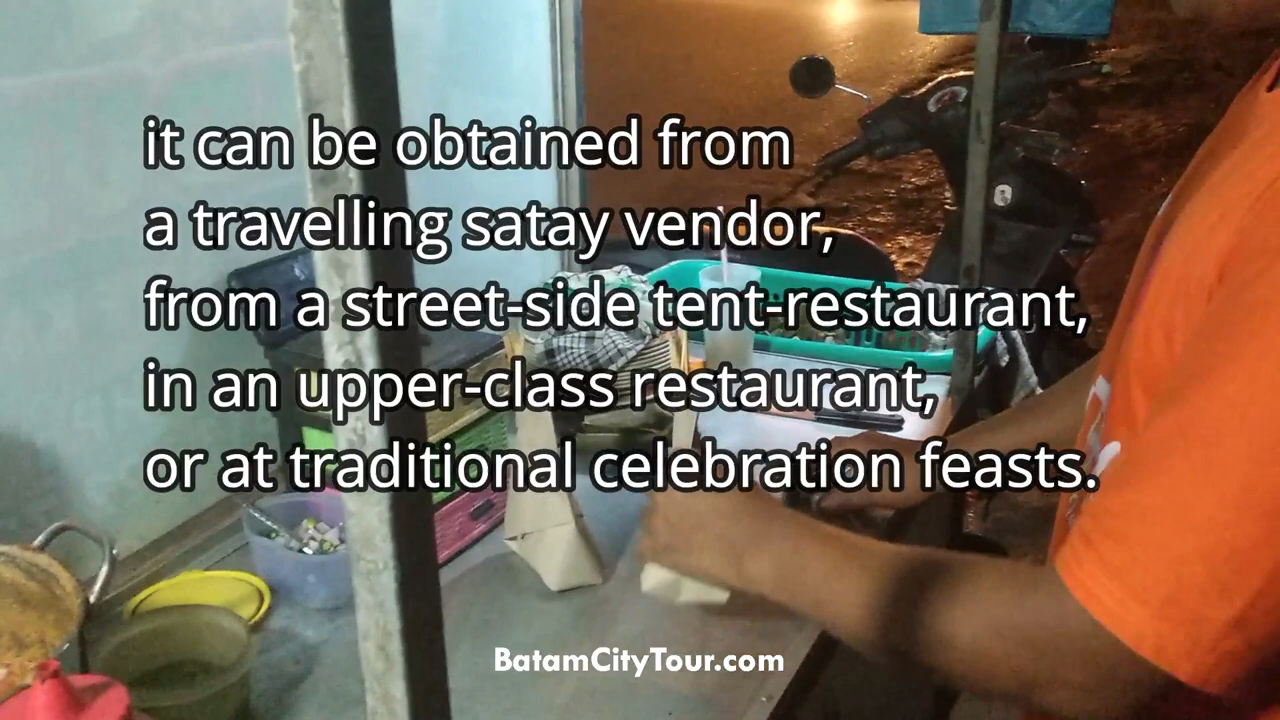 it can be obtained from
a travelling satay vendor,
from a street-side tent-restaurant,
in an upper-class restaurant,
or at traditional celebration feasts.
BatamCityTour.com